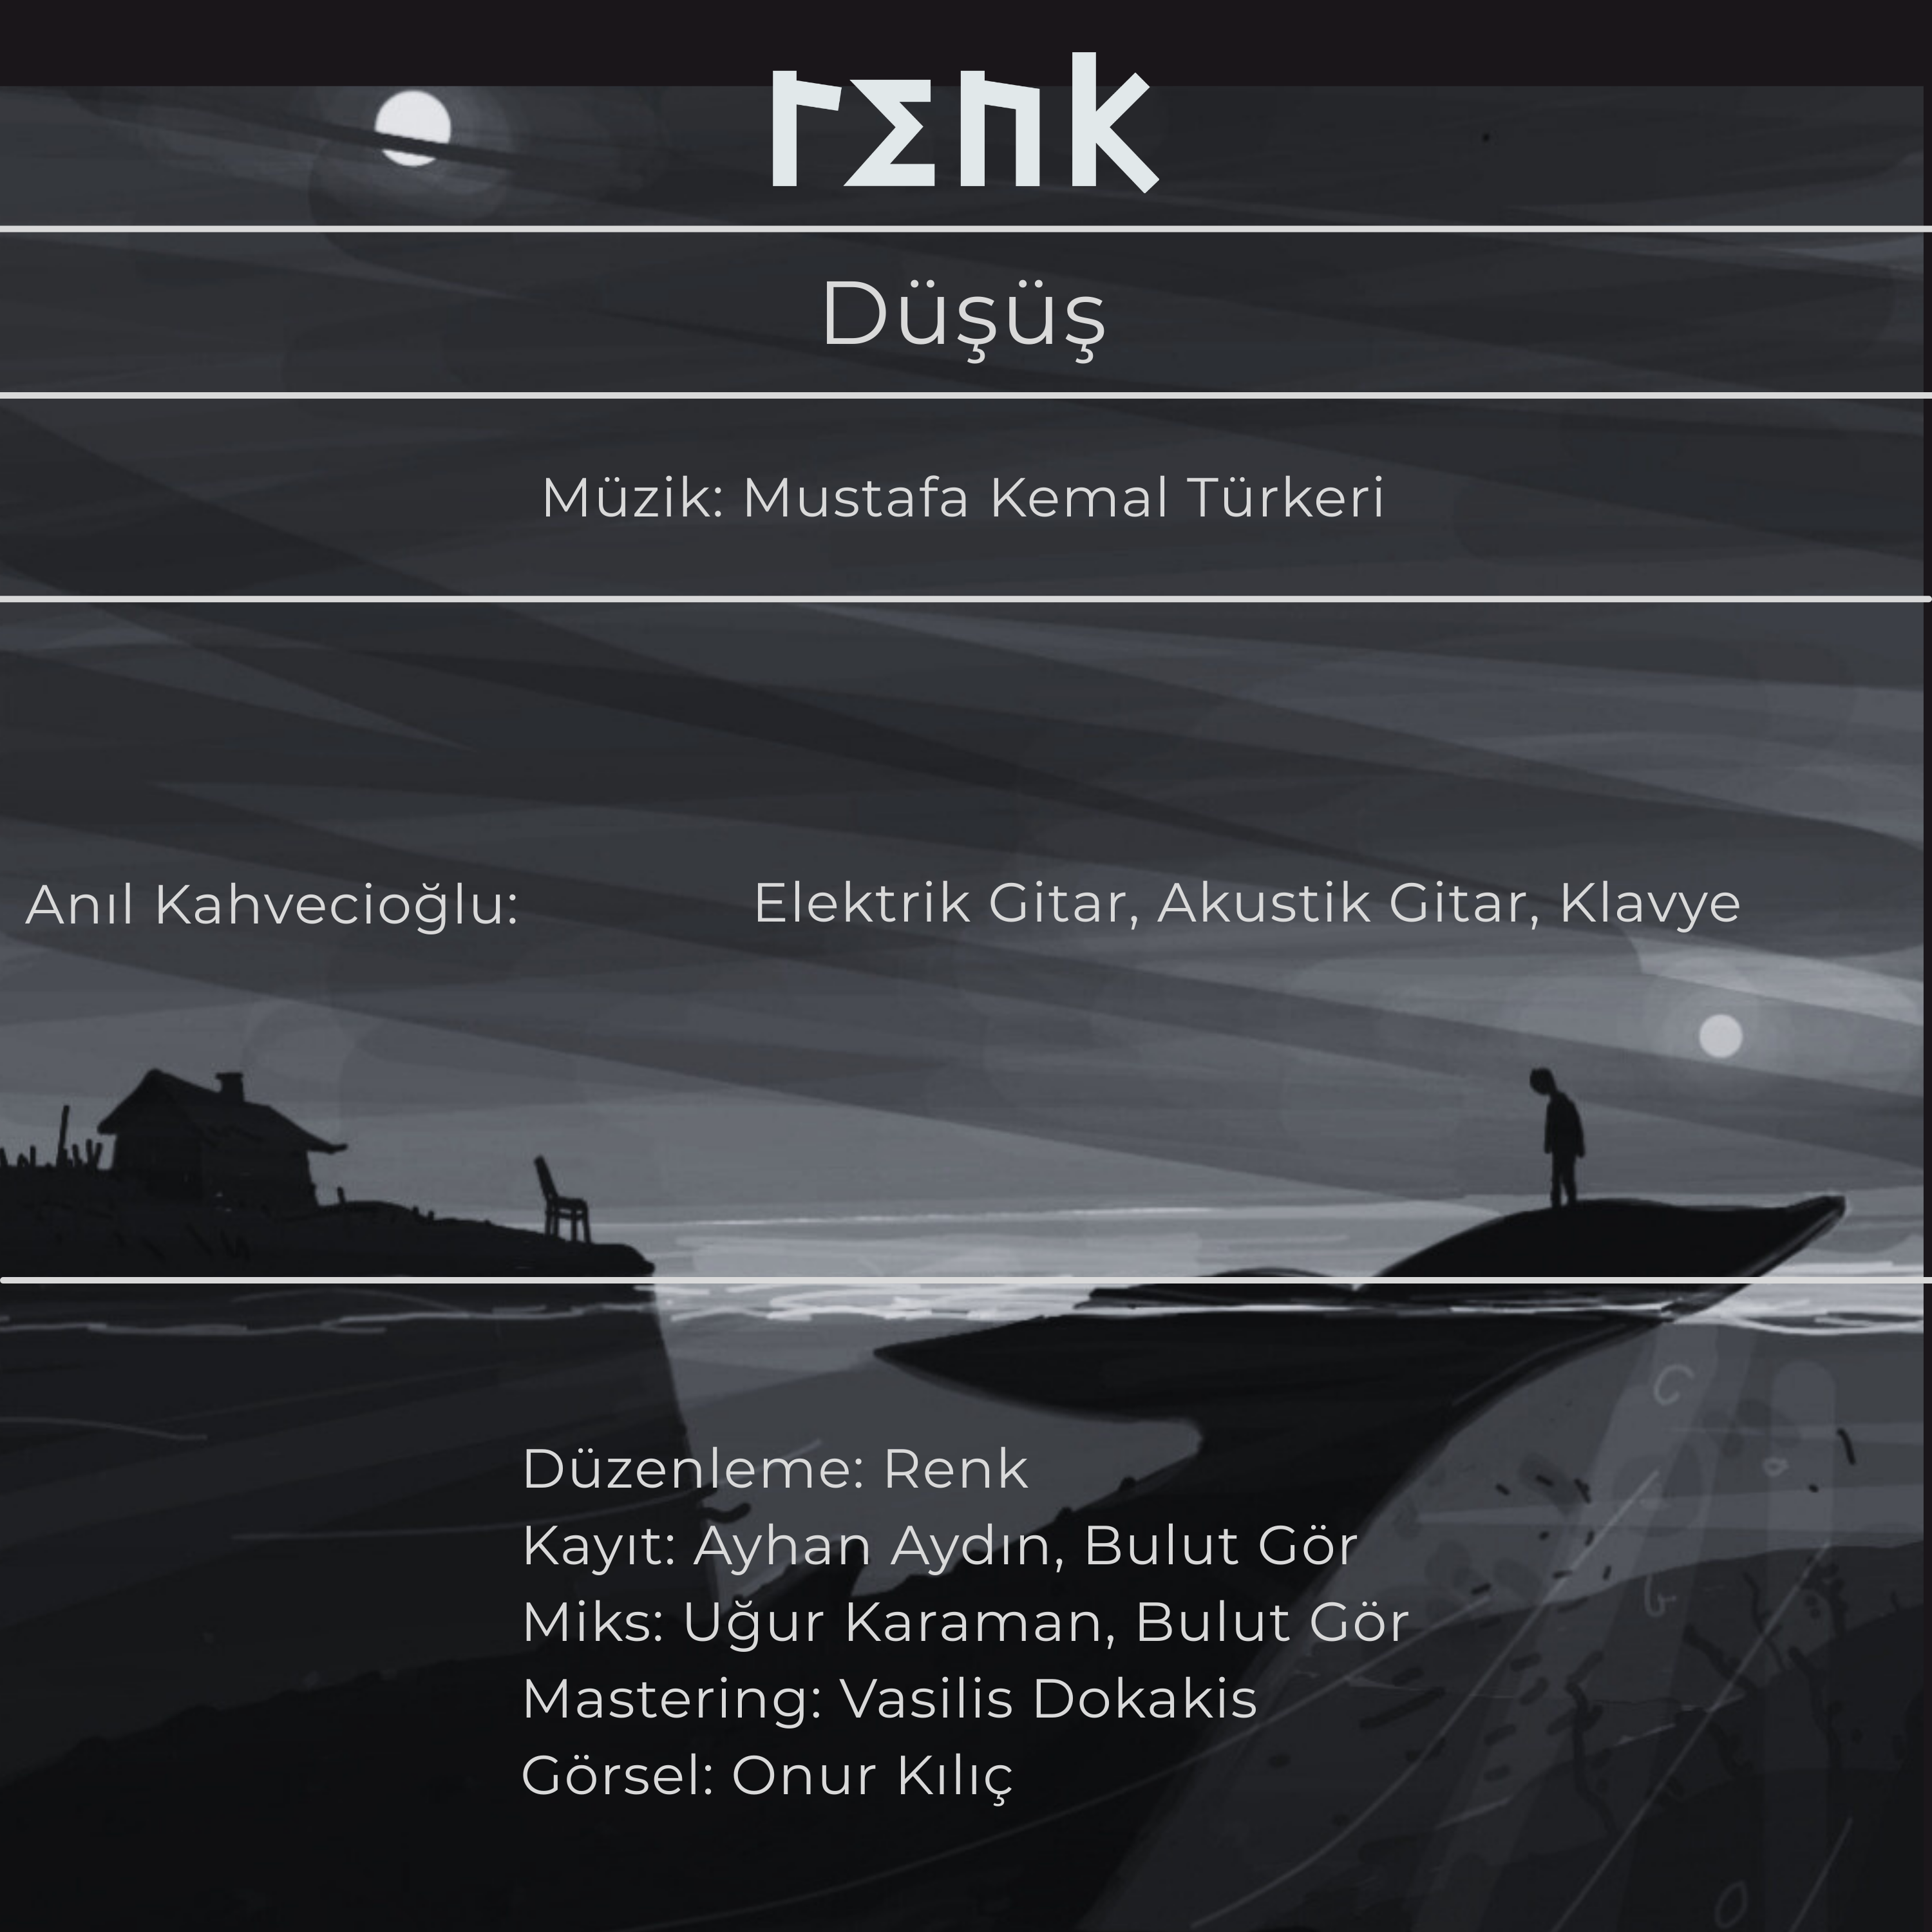 renk
Düşüş
Müzik: Mustafa Kemal Türkeri
Anıl Kahvecioğlu: Elektrik Gitar, Akustik Gitar, Klavye
Düzenleme: Renk
Kayıt: Ayhan Aydın, Bulut Gör
Miks: Uğur Karaman, Bulut Gör
Mastering: Vasilis Dokakis
Görsel: Onur Kılıç